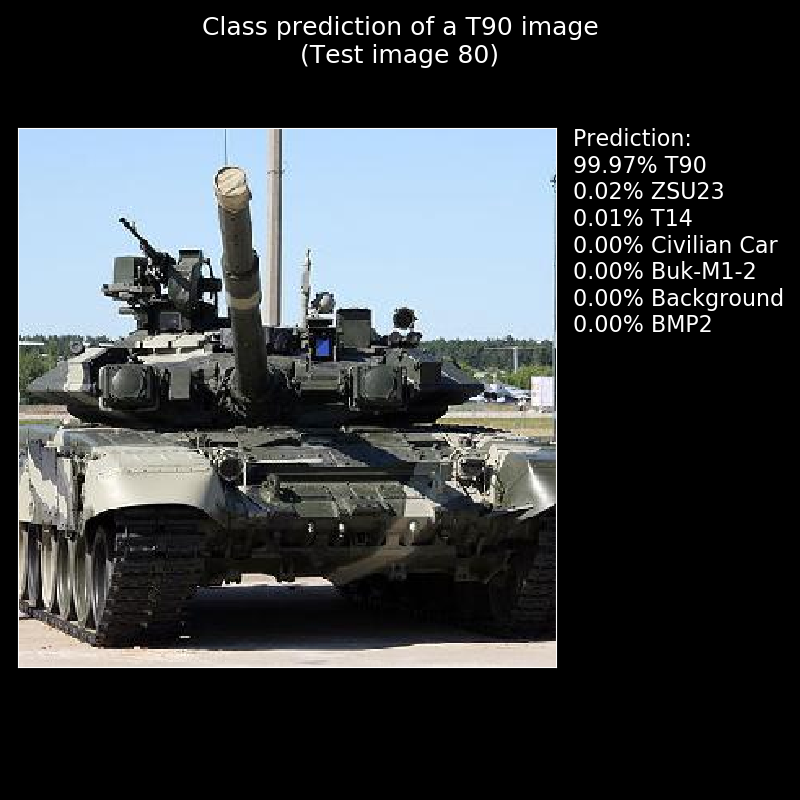 Class prediction of a T90 image
(Test image 80)
Prediction:
99.97% T90
0.02% ZSU23
0.01% T14
0.00% Civilian Car
0.00% Buk-M1-2
0.00% Background
0.00% BMP2